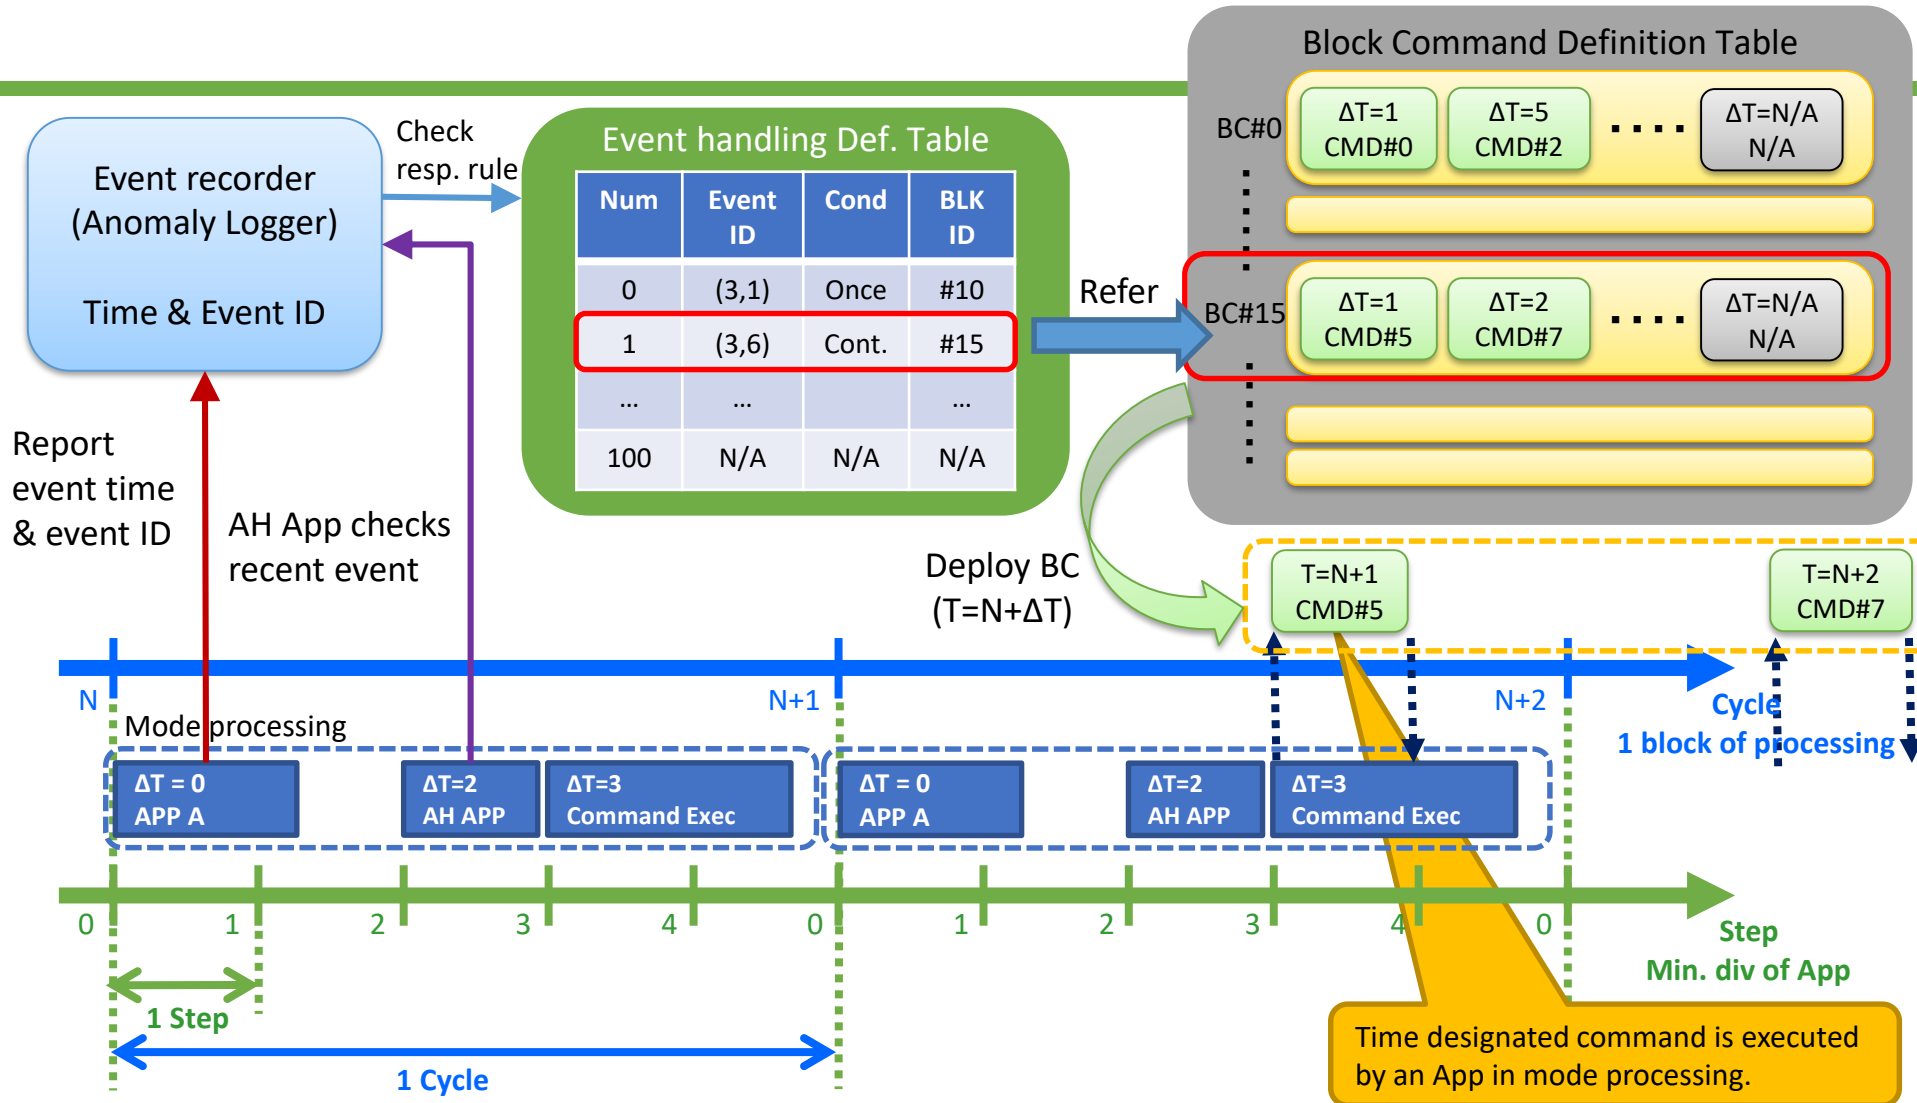 Block Command Definition Table
BC#0
ΔT=1
CMD#0
ΔT=5
CMD#2
ΔT=N/A
N/A
BC#15
ΔT=1
CMD#5
ΔT=2
CMD#7
ΔT=N/A
N/A
Event recorder
(Anomaly Logger)
Time & Event ID
Check
resp. rule
Event handling Def. Table
Num Event ID Cond BLK ID
0 (3,1) Once #10
1 (3,6) Cont. #15
... ... ...
100 N/A N/A N/A
Refer
Report
event time
& event ID
AH App checks
recent event
Deploy BC
(T=N+ΔT)
T=N+1
CMD#5
T=N+2
CMD#7
N
N+1
N+2
Cycle
1 block of processing
Mode processing
ΔT = 0
APP A
ΔT=2
AH APP
ΔT=3
Command Exec
ΔT = 0
APP A
ΔT=2
AH APP
ΔT=3
Command Exec
0 1 2 3 4 0 1 2 3 4 0
Step
Min. div of App
1 Step
1 Cycle
Time designated command is executed
by an App in mode processing.